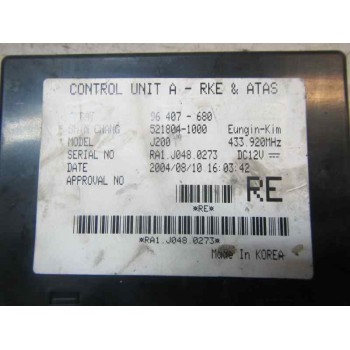 CONTROL UNIT A - RKE & ATAS
96 407 - 680
521804-1000 Eungin-Kim
MODEL J200 433.920MHz
SERIAL NO RA1.J048.0273 DC12V
DATE 2004/08/10 16:03:42
APPROVAL NO
RE
*RE*
*RA1.J048.0273*
Made In KOREA